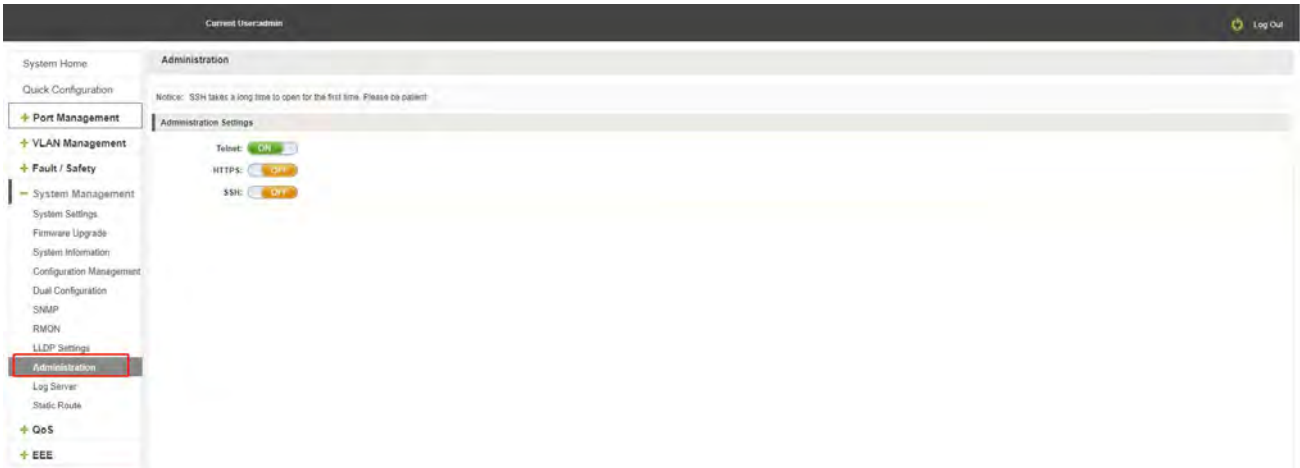 Current User:admin
Log Out
System Home
Quick Configuration
+ Port Management
+ VLAN Management
+ Fault / Safety
− System Management
System Settings
Firmware Upgrade
System Information
Configuration Management
Dual Configuration
SNMP
RMON
LLDP Settings
Administration
Log Server
Static Route
+ QoS
+ EEE
Administration
Notice: SSH takes a long time to open for the first time. Please be patient
Administration Settings
Telnet: ON
HTTPS: OFF
SSH: OFF